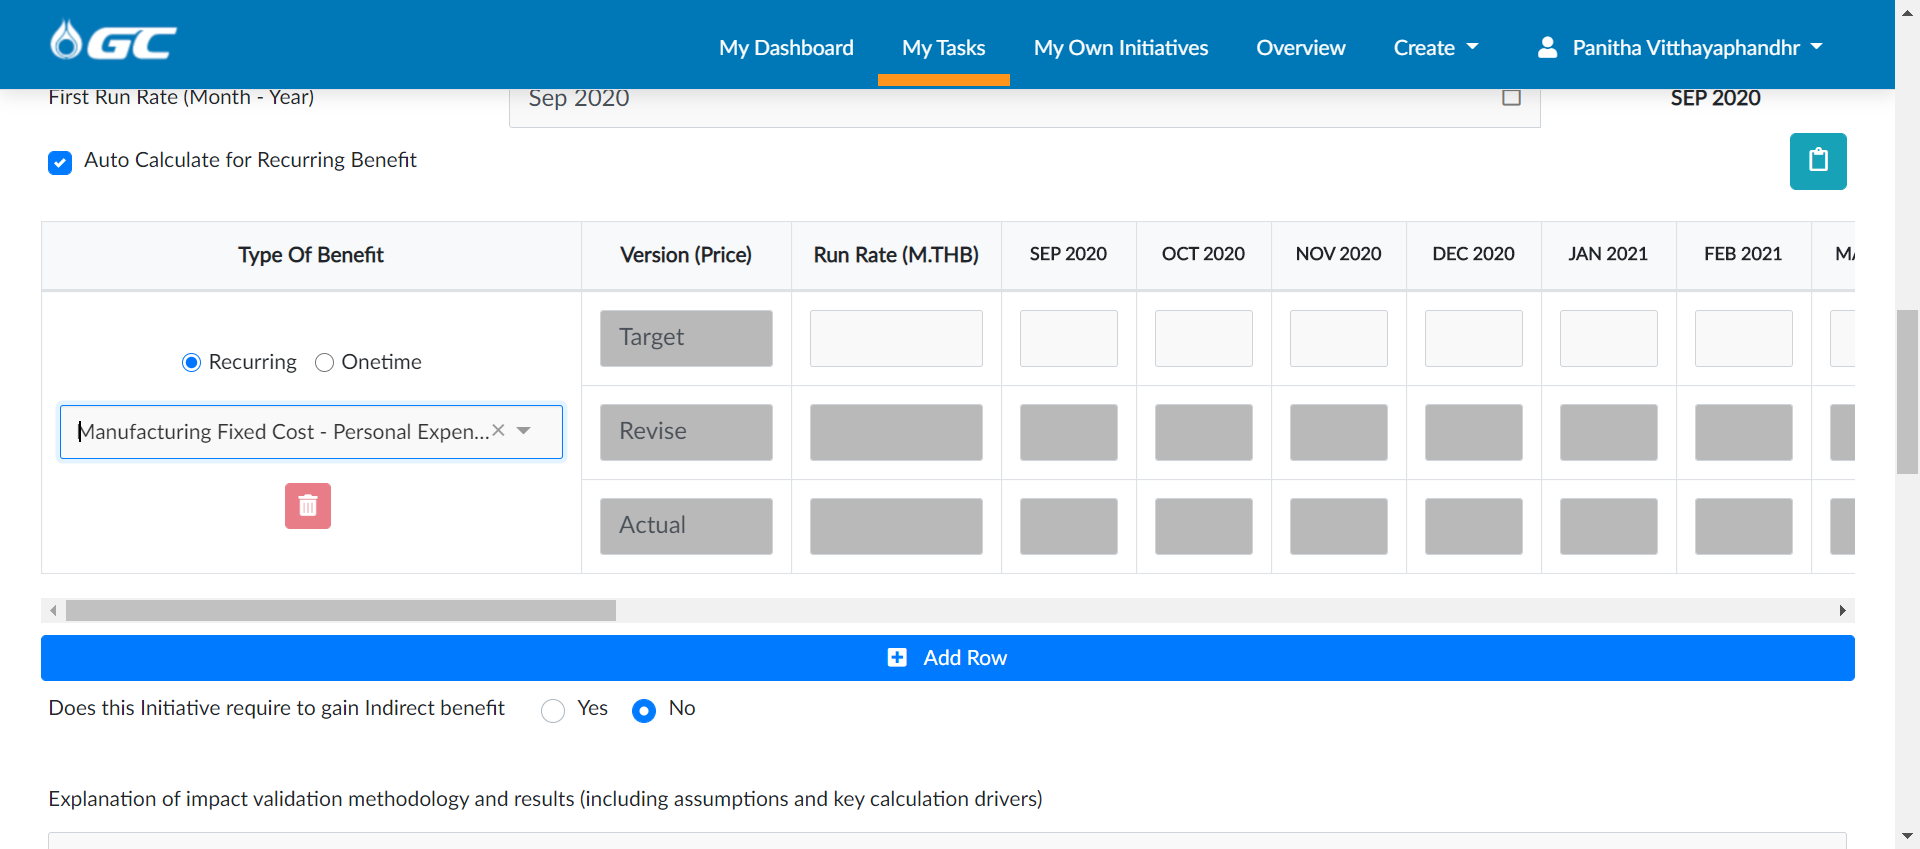 GC
My Dashboard My Tasks My Own Initiatives Overview Create Panitha Vitthayaphandhr
First Run Rate (Month - Year) Sep 2020 SEP 2020
Auto Calculate for Recurring Benefit
Type Of Benefit Version (Price) Run Rate (M.THB) SEP 2020 OCT 2020 NOV 2020 DEC 2020 JAN 2021 FEB 2021
Target
Recurring Onetime
Manufacturing Fixed Cost - Personal Expen... Revise
Actual
Add Row
Does this Initiative require to gain Indirect benefit Yes No
Explanation of impact validation methodology and results (including assumptions and key calculation drivers)